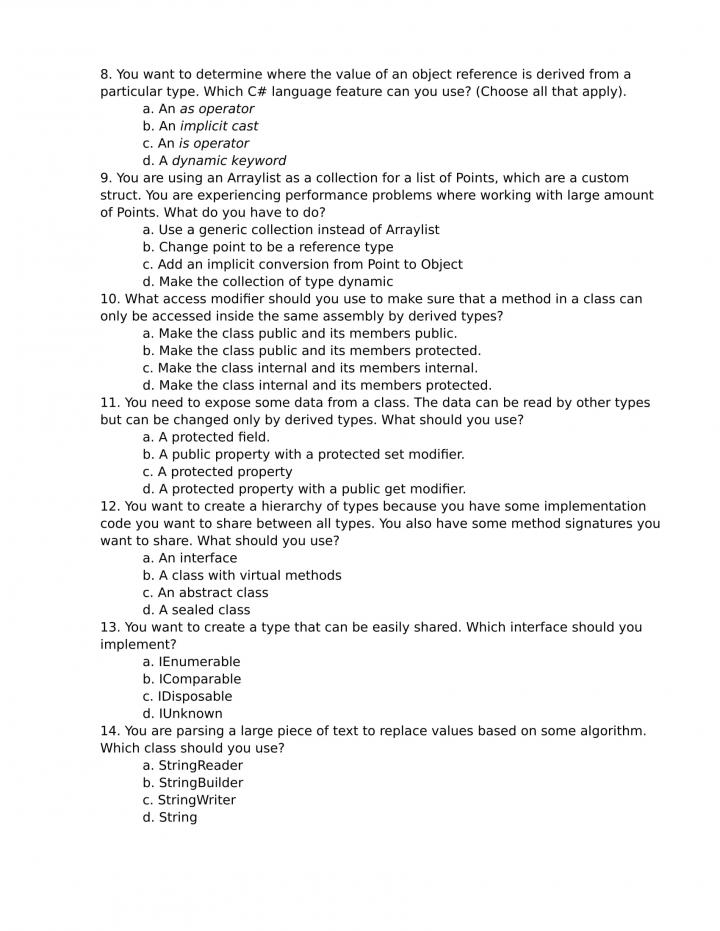 8. You want to determine where the value of an object reference is derived from a
particular type. Which C# language feature can you use? (Choose all that apply).
a. An as operator
b. An implicit cast
c. An is operator
d. A dynamic keyword
9. You are using an Arraylist as a collection for a list of Points, which are a custom
struct. You are experiencing performance problems where working with large amount
of Points. What do you have to do?
a. Use a generic collection instead of Arraylist
b. Change point to be a reference type
c. Add an implicit conversion from Point to Object
d. Make the collection of type dynamic
10. What access modifier should you use to make sure that a method in a class can
only be accessed inside the same assembly by derived types?
a. Make the class public and its members public.
b. Make the class public and its members protected.
c. Make the class internal and its members internal.
d. Make the class internal and its members protected.
11. You need to expose some data from a class. The data can be read by other types
but can be changed only by derived types. What should you use?
a. A protected field.
b. A public property with a protected set modifier.
c. A protected property
d. A protected property with a public get modifier.
12. You want to create a hierarchy of types because you have some implementation
code you want to share between all types. You also have some method signatures you
want to share. What should you use?
a. An interface
b. A class with virtual methods
c. An abstract class
d. A sealed class
13. You want to create a type that can be easily shared. Which interface should you
implement?
a. IEnumerable
b. IComparable
c. IDisposable
d. IUnknown
14. You are parsing a large piece of text to replace values based on some algorithm.
Which class should you use?
a. StringReader
b. StringBuilder
c. StringWriter
d. String